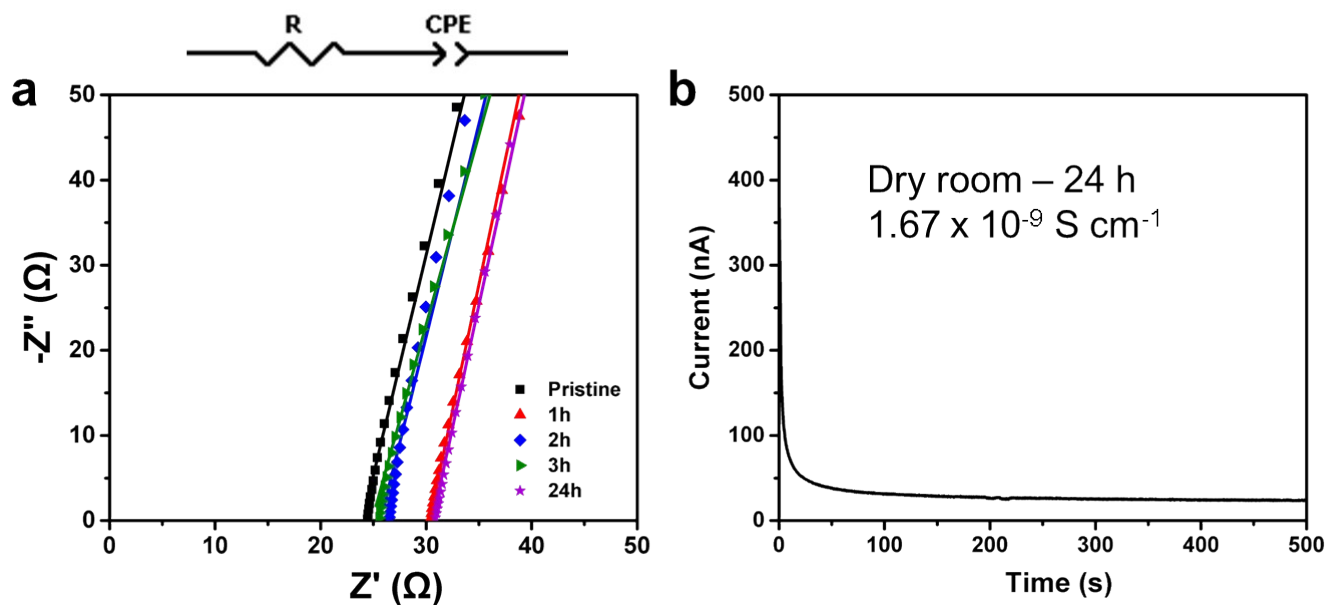 R CPE
a
50
40
30
20
10
0
-Z'' (Ω)
Pristine
1h
2h
3h
24h
0 10 20 30 40 50
Z' (Ω)
b
500
400
300
200
100
0
Current (nA)
Dry room – 24 h
1.67 x 10⁻⁹ S cm⁻¹
0 100 200 300 400 500
Time (s)